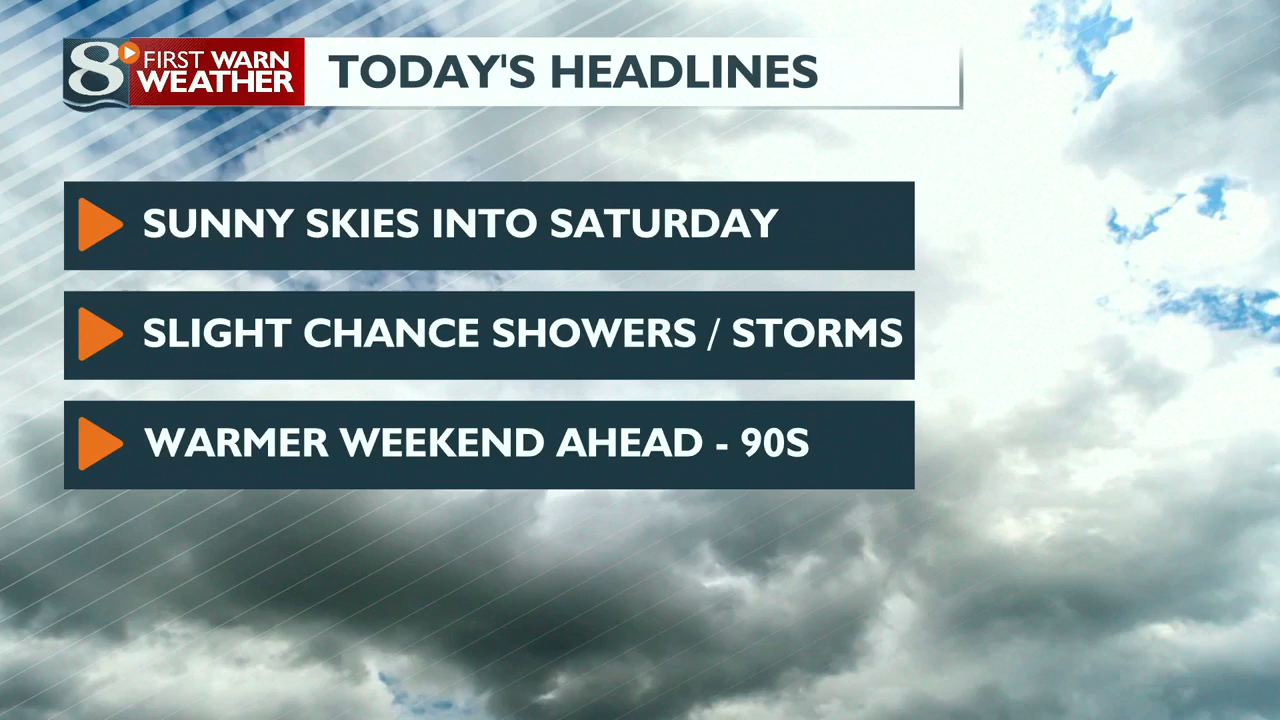 8 FIRST WARN
WEATHER
TODAY'S HEADLINES
SUNNY SKIES INTO SATURDAY
SLIGHT CHANCE SHOWERS / STORMS
WARMER WEEKEND AHEAD - 90S